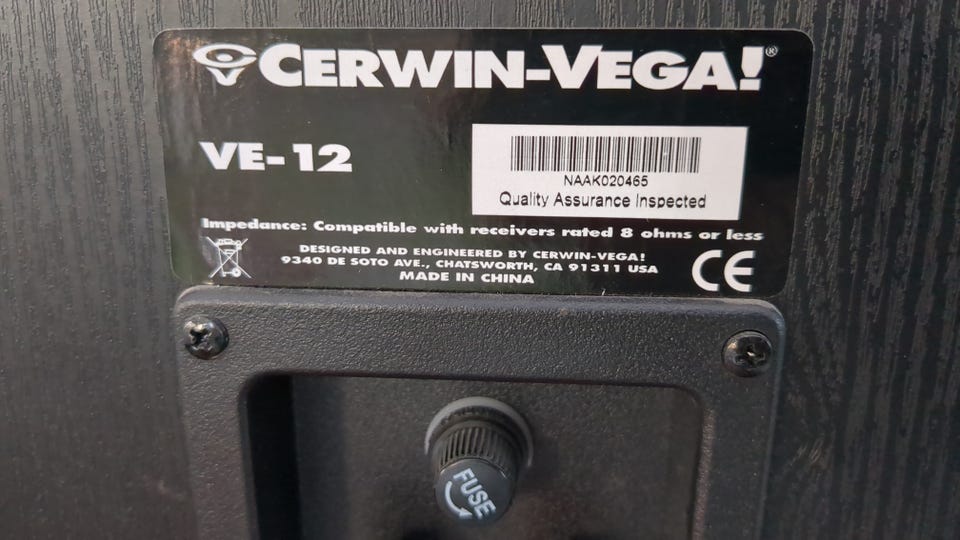 CERWIN-VEGA!®
VE-12
NAAK020465
Quality Assurance Inspected
Impedance: Compatible with receivers rated 8 ohms or less
DESIGNED AND ENGINEERED BY CERWIN-VEGA!
9340 DE SOTO AVE., CHATSWORTH, CA 91311 USA
MADE IN CHINA
CE
FUSE